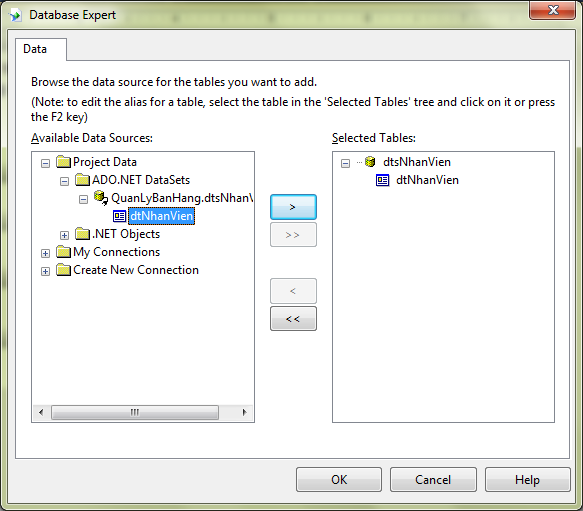 Database Expert
Data
Browse the data source for the tables you want to add.
(Note: to edit the alias for a table, select the table in the 'Selected Tables' tree and click on it or press
the F2 key)
Available Data Sources:
Selected Tables:
Project Data
ADO.NET DataSets
QuanLyBanHang.dtsNhan
dtNhanVien
.NET Objects
My Connections
Create New Connection
>
>>
<
<<
dtsNhanVien
dtNhanVien
OK
Cancel
Help